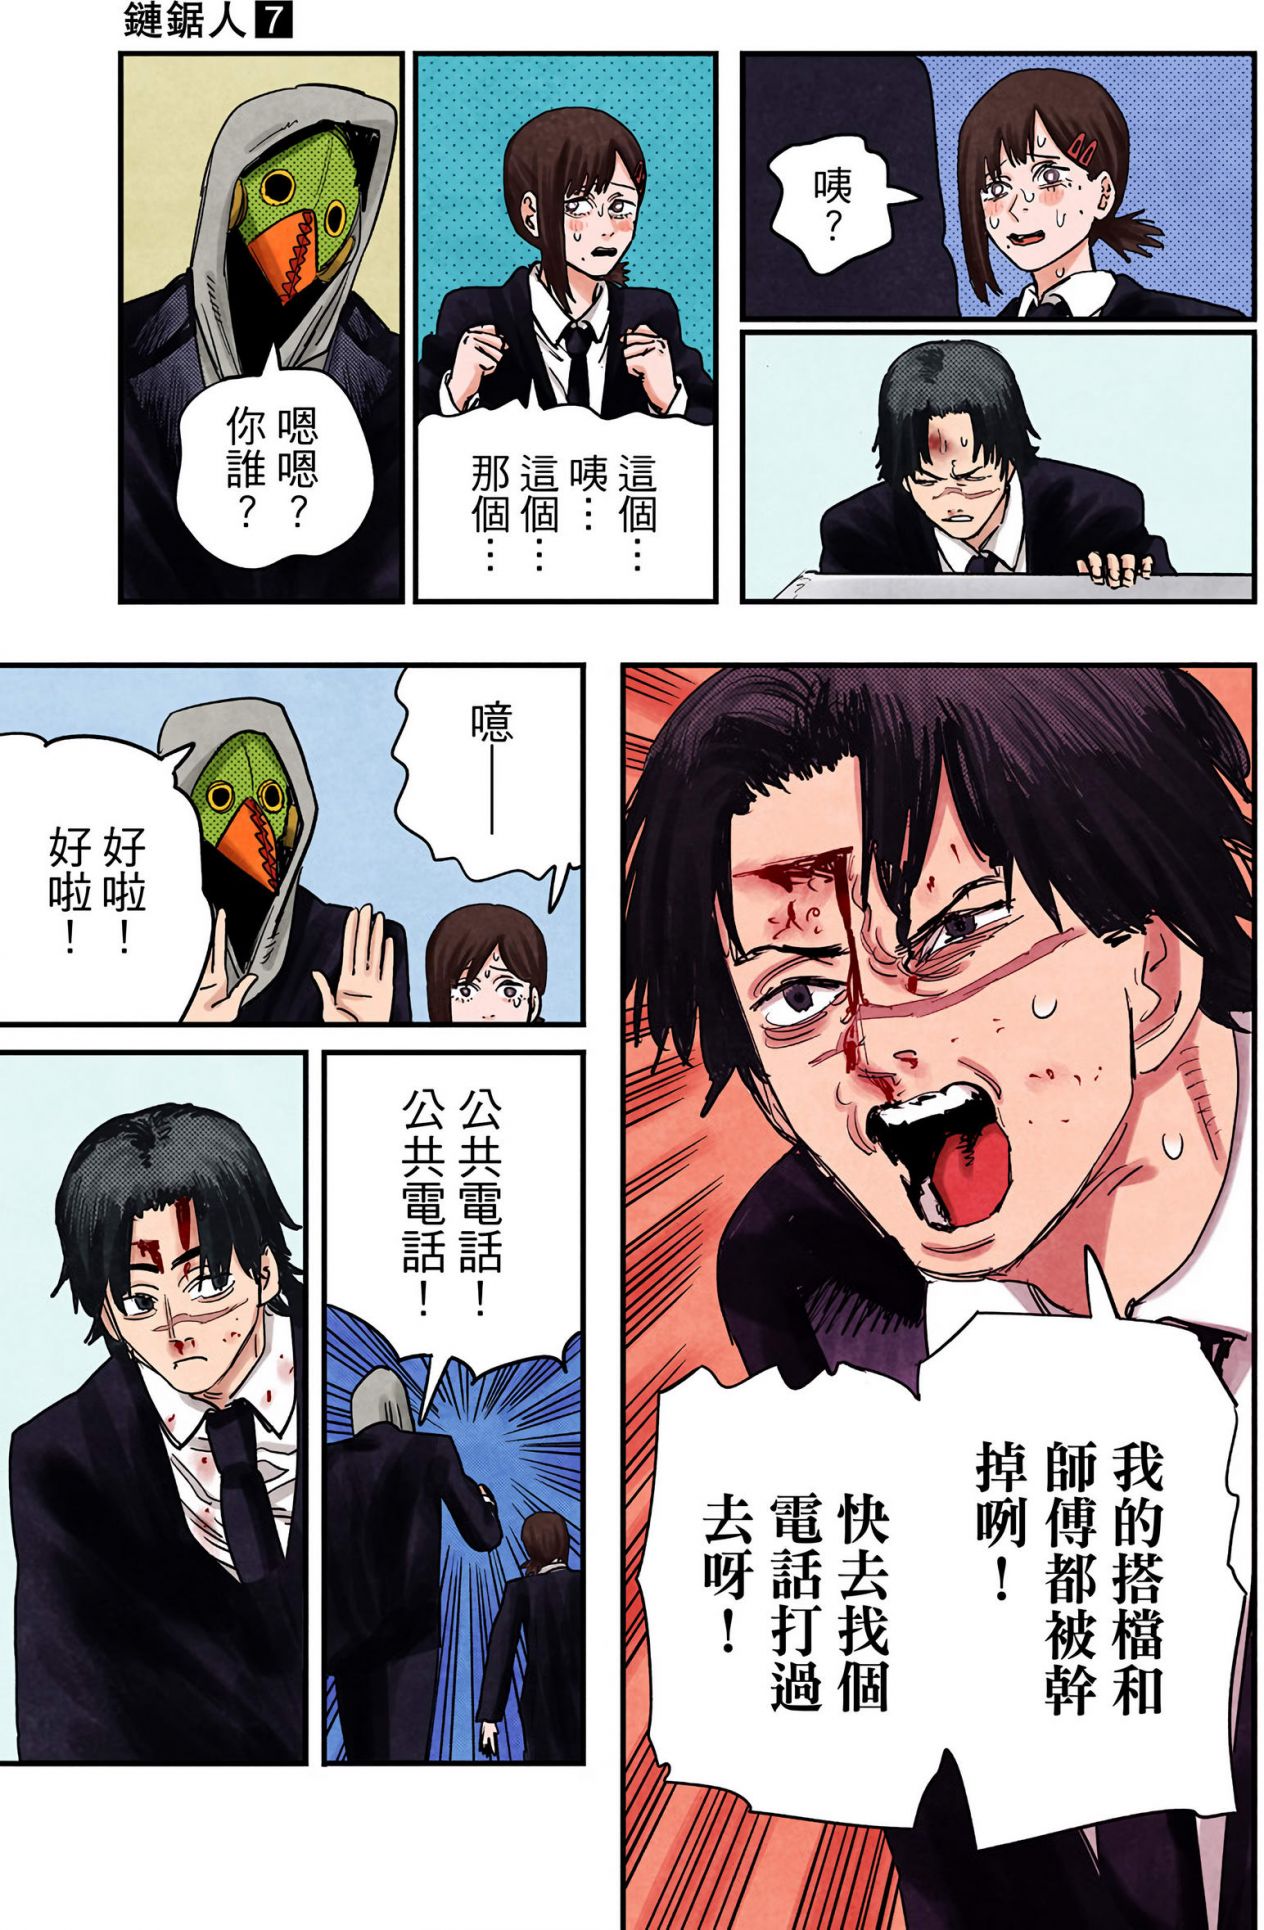 鏈鋸人7
咦?
這個…
咦…
這個…
那個…
嗯嗯?
你誰?
我的搭檔和
師傅都被幹
掉咧!
快去找個
電話打過
去呀!
噫——
好啦!
好啦!
公共電話!
公共電話!